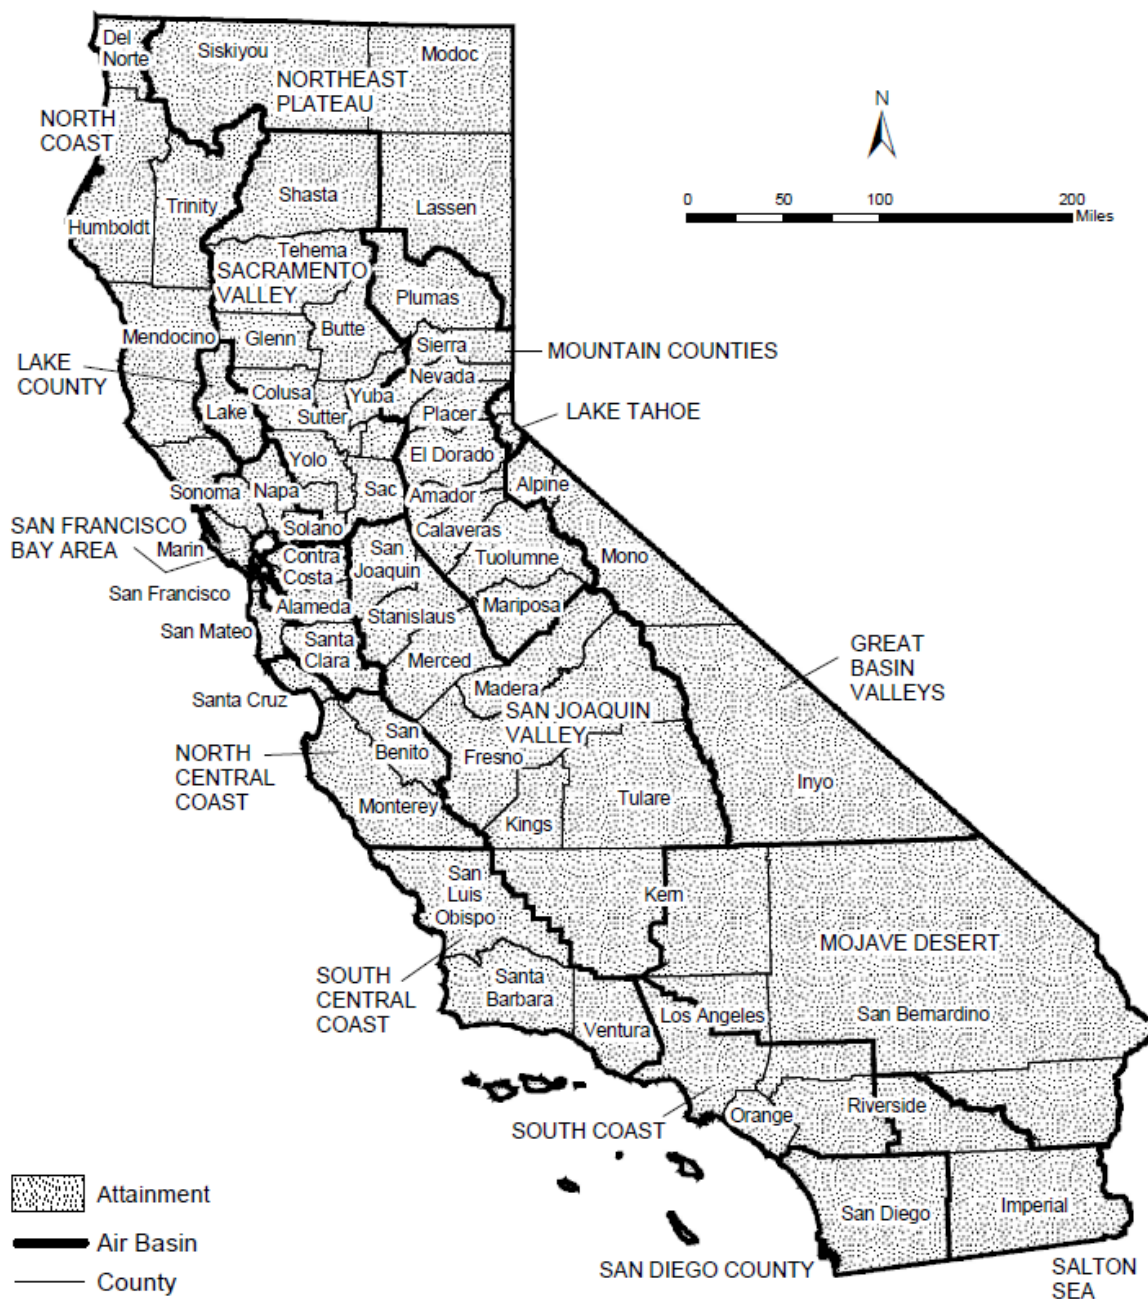 Del
Norte
Siskiyou
Modoc
NORTHEAST
PLATEAU
NORTH
COAST
N
0 50 100 200
Miles
Shasta
Trinity
Lassen
Humboldt
Tehema
SACRAMENTO
VALLEY
Plumas
Mendocino
Glenn
Butte
Sierra
MOUNTAIN COUNTIES
LAKE
COUNTY
Nevada
Colusa
Yuba
Lake
Sutter
Placer
LAKE TAHOE
Yolo
El Dorado
Sonoma
Napa
Sac
Amador
Alpine
SAN FRANCISCO
BAY AREA
Solano
Calaveras
Marin
Contra
Costa
San
Joaquin
Tuolumne
Mono
San Francisco
Alameda
Stanislaus
Mariposa
San Mateo
Santa
Clara
Merced
GREAT
BASIN
VALLEYS
Santa Cruz
Madera
SAN JOAQUIN
VALLEY
San
Benito
Fresno
NORTH
CENTRAL
COAST
Monterey
Kings
Tulare
Inyo
San
Luis
Obispo
Kern
MOJAVE DESERT
SOUTH
CENTRAL
COAST
Santa
Barbara
Ventura
Los Angeles
San Bernardino
Orange
Riverside
SOUTH COAST
Attainment
Air Basin
County
San Diego
Imperial
SAN DIEGO COUNTY
SALTON
SEA